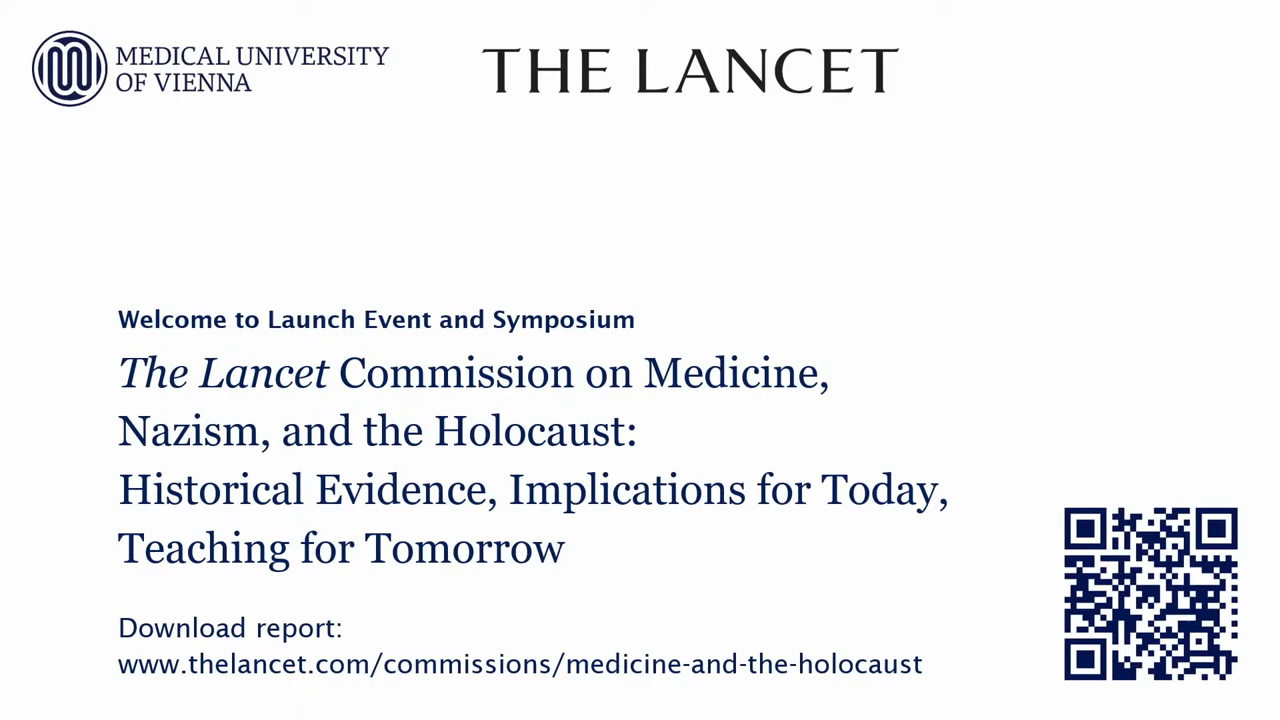 MEDICAL UNIVERSITY
OF VIENNA
THE LANCET
Welcome to Launch Event and Symposium
The Lancet Commission on Medicine,
Nazism, and the Holocaust:
Historical Evidence, Implications for Today,
Teaching for Tomorrow
Download report:
www.thelancet.com/commissions/medicine-and-the-holocaust